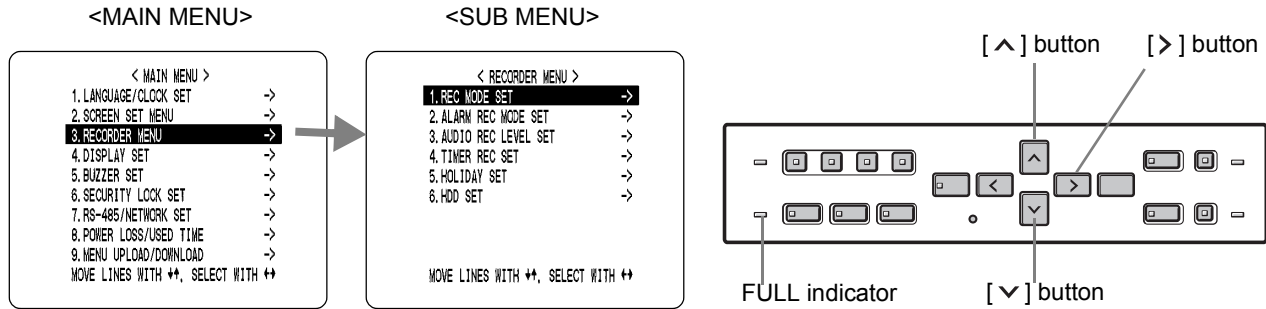 <MAIN MENU>
< MAIN MENU >
1. LANGUAGE/CLOCK SET ->
2. SCREEN SET MENU ->
3. RECORDER MENU ->
4. DISPLAY SET ->
5. BUZZER SET ->
6. SECURITY LOCK SET ->
7. RS-485/NETWORK SET ->
8. POWER LOSS/USED TIME ->
9. MENU UPLOAD/DOWNLOAD ->
MOVE LINES WITH ↓↑, SELECT WITH ↔
<SUB MENU>
< RECORDER MENU >
1. REC MODE SET ->
2. ALARM REC MODE SET ->
3. AUDIO REC LEVEL SET ->
4. TIMER REC SET ->
5. HOLIDAY SET ->
6. HDD SET ->
MOVE LINES WITH ↓↑, SELECT WITH ↔
[ ∧ ] button
[ > ] button
FULL indicator
[ ∨ ] button